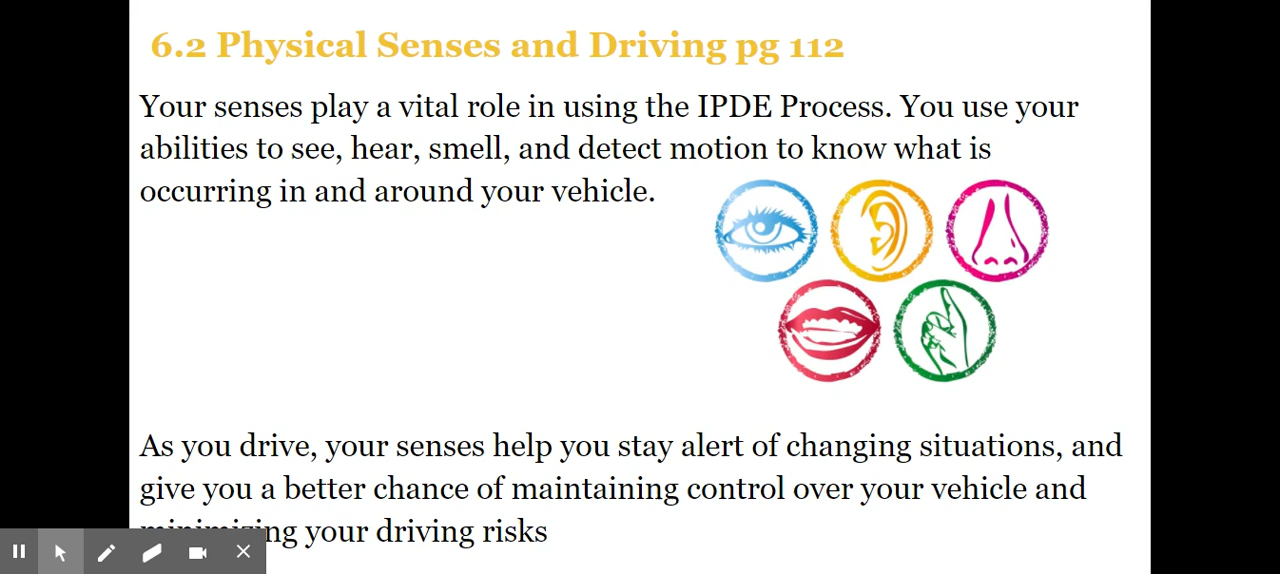 6.2 Physical Senses and Driving pg 112
Your senses play a vital role in using the IPDE Process. You use your
abilities to see, hear, smell, and detect motion to know what is
occurring in and around your vehicle.
As you drive, your senses help you stay alert of changing situations, and
give you a better chance of maintaining control over your vehicle and
minimizing your driving risks